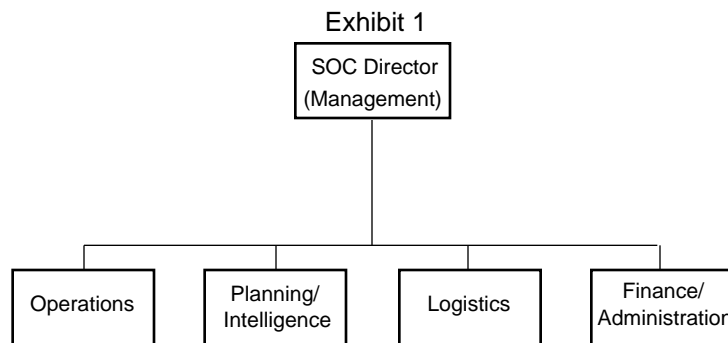 Exhibit 1
SOC Director
(Management)
Operations
Planning/
Intelligence
Logistics
Finance/
Administration